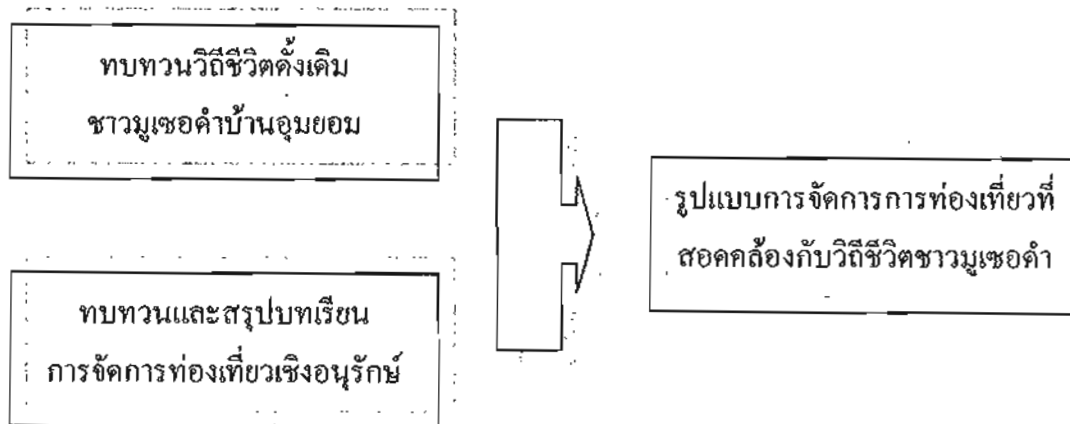 ทบทวนวิถีชีวิตดั้งเดิม
ชาวมูเซอดำบ้านอุมยอม
ทบทวนและสรุปบทเรียน
การจัดการท่องเที่ยวเชิงอนุรักษ์
รูปแบบการจัดการการท่องเที่ยวที่
สอดคล้องกับวิถีชีวิตชาวมูเซอดำ